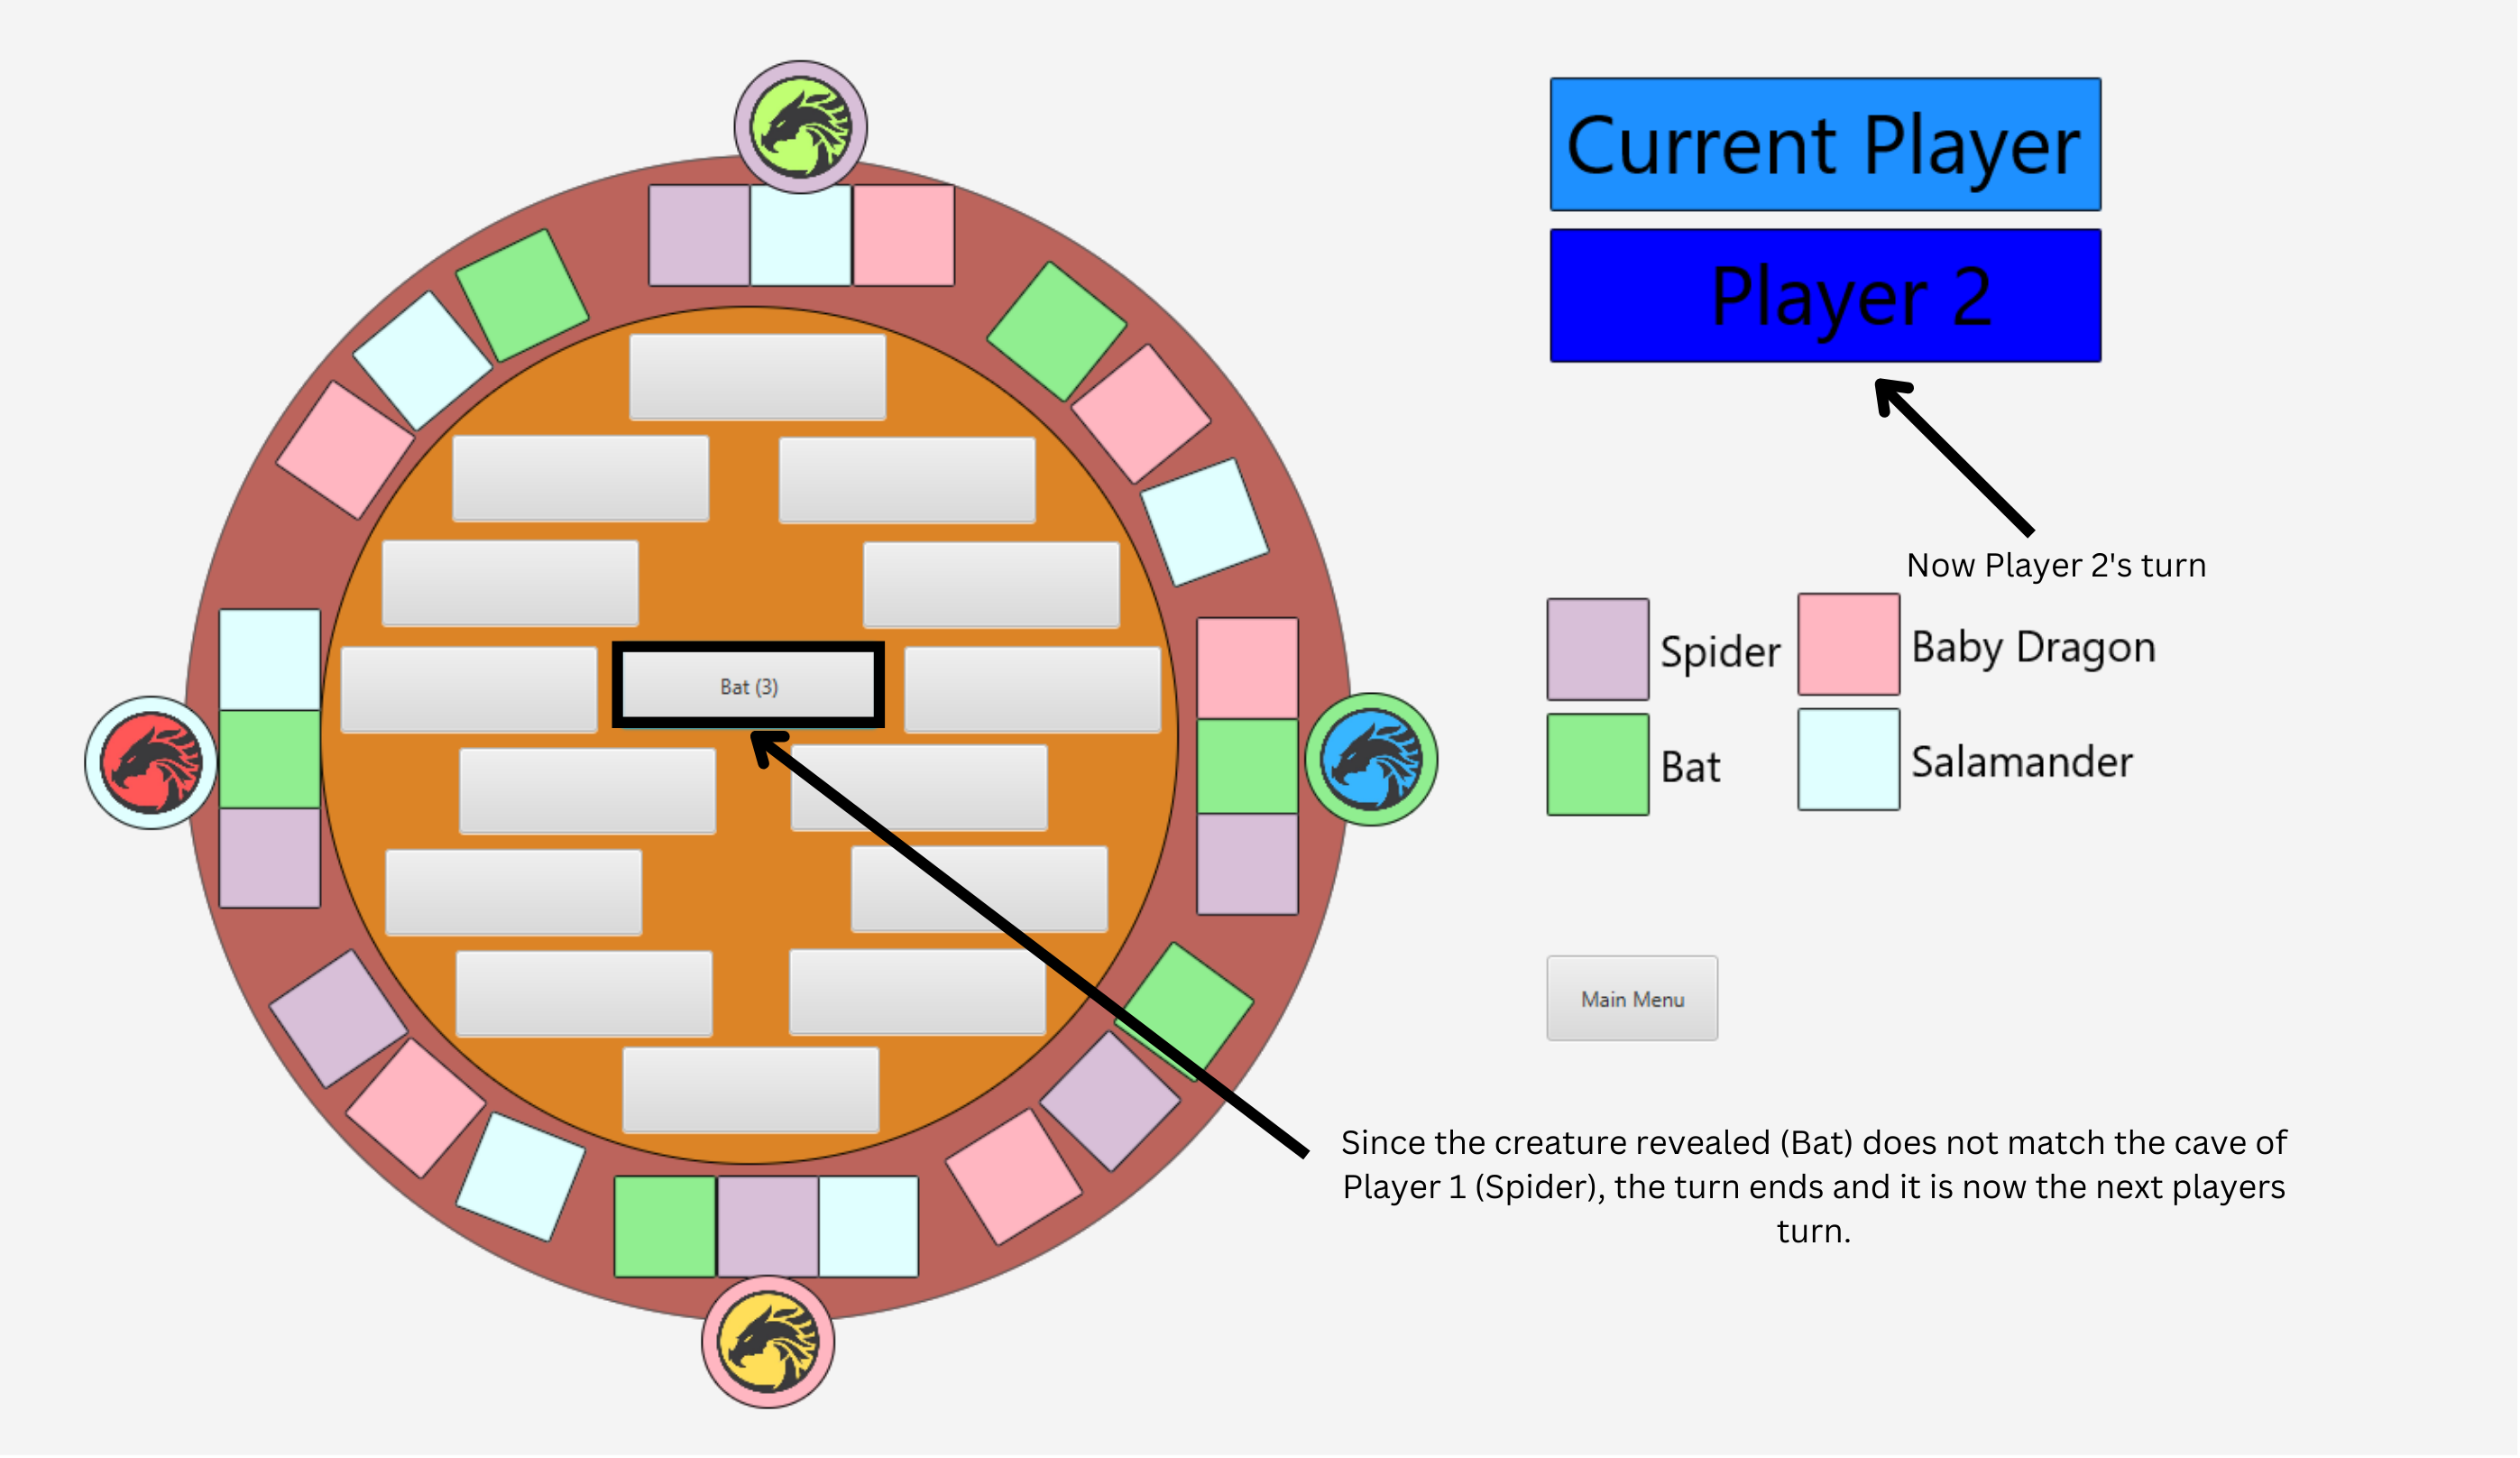 Current Player
Player 2
Now Player 2's turn
Spider
Baby Dragon
Bat
Salamander
Bat (3)
Main Menu
Since the creature revealed (Bat) does not match the cave of
Player 1 (Spider), the turn ends and it is now the next players
turn.